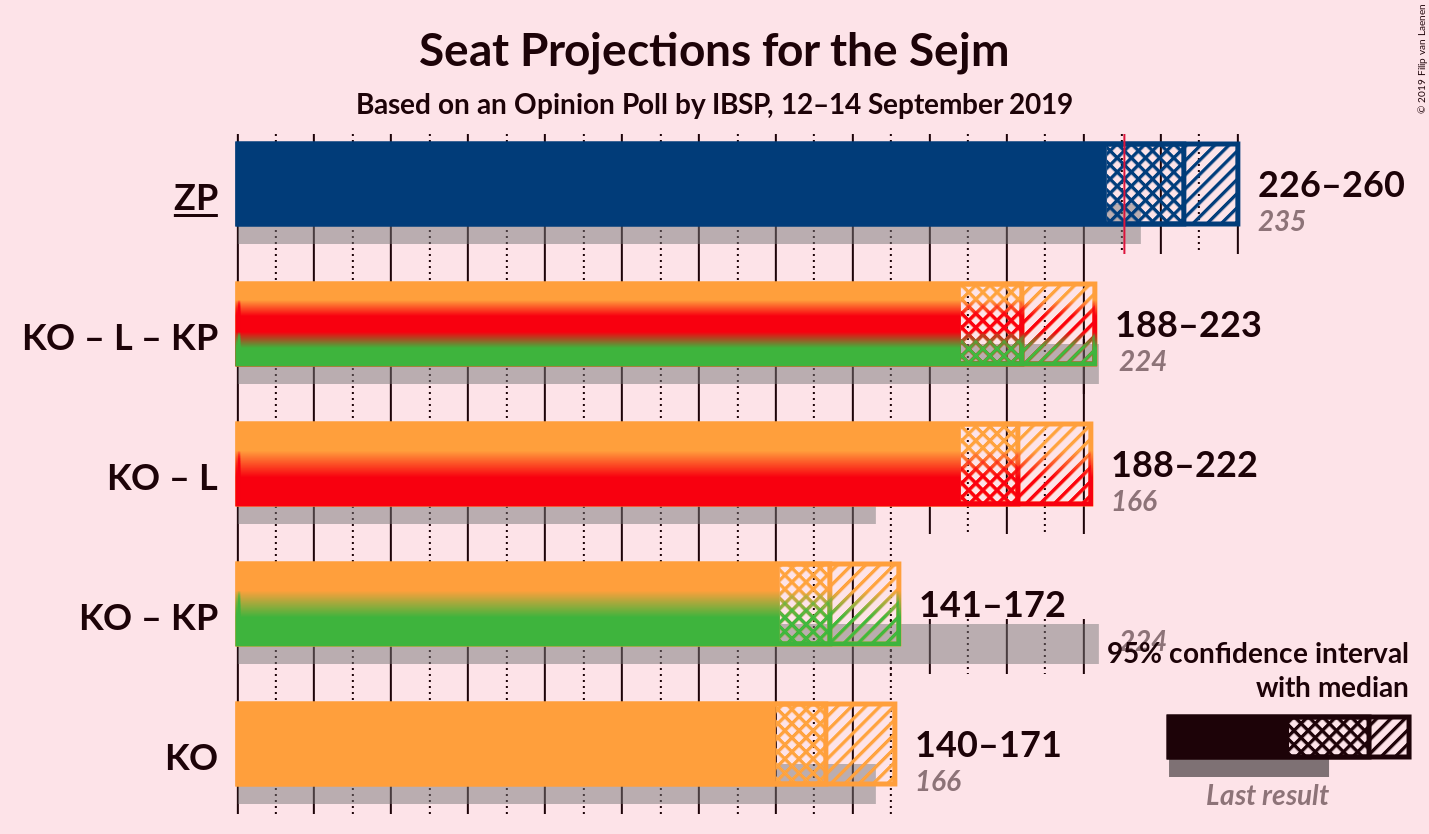 Seat Projections for the Sejm
Based on an Opinion Poll by IBSP, 12–14 September 2019
© 2019 Filip van Laenen
ZP
226–260
235
KO – L – KP
188–223
224
KO – L
188–222
166
KO – KP
141–172
224
KO
140–171
166
95% confidence interval
with median
Last result